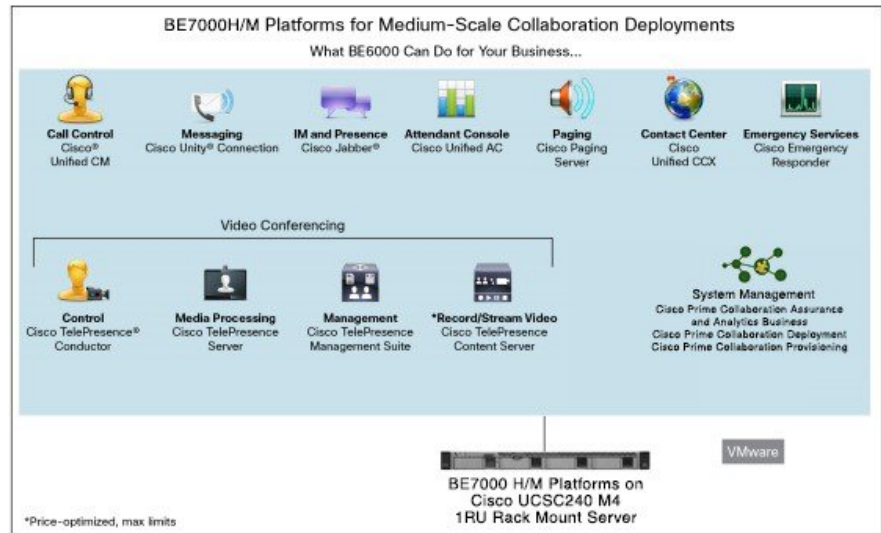 BE7000H/M Platforms for Medium-Scale Collaboration Deployments
What BE6000 Can Do for Your Business...
Call Control
Cisco®
Unified CM
Messaging
Cisco Unity® Connection
IM and Presence
Cisco Jabber®
Attendant Console
Cisco Unified AC
Paging
Cisco Paging
Server
Contact Center
Cisco
Unified CCX
Emergency Services
Cisco Emergency
Responder
Video Conferencing
Control
Cisco TelePresence®
Conductor
Media Processing
Cisco TelePresence
Server
Management
Cisco TelePresence
Management Suite
*Record/Stream Video
Cisco TelePresence
Content Server
System Management
Cisco Prime Collaboration Assurance
and Analytics Business
Cisco Prime Collaboration Deployment
Cisco Prime Collaboration Provisioning
VMware
BE7000 H/M Platforms on
Cisco UCSC240 M4
1RU Rack Mount Server
*Price-optimized, max limits